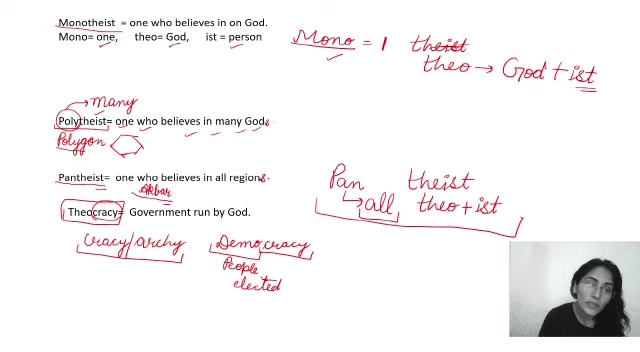 Monotheist = one who believes in on God.
Mono= one, theo= God, ist = person
Mono = 1 theist
theo → God + ist
many
Polytheist= one who believes in many Gods.
Polygon
Pantheist= one who believes in all regions.
Akbar
Pan theist
all theo + ist
Theocracy= Government run by God.
Cracy/archy Democracy
People
elected